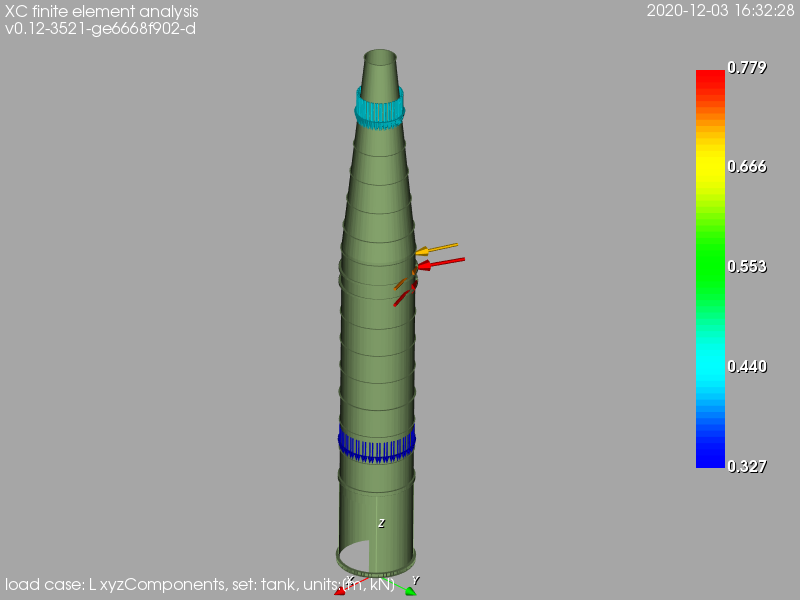 XC finite element analysis
v0.12-3521-ge6668f902-d
2020-12-03 16:32:28
0.779
0.666
0.553
0.440
0.327
Z
X
Y
load case: L xyzComponents, set: tank, units:(m, kN)